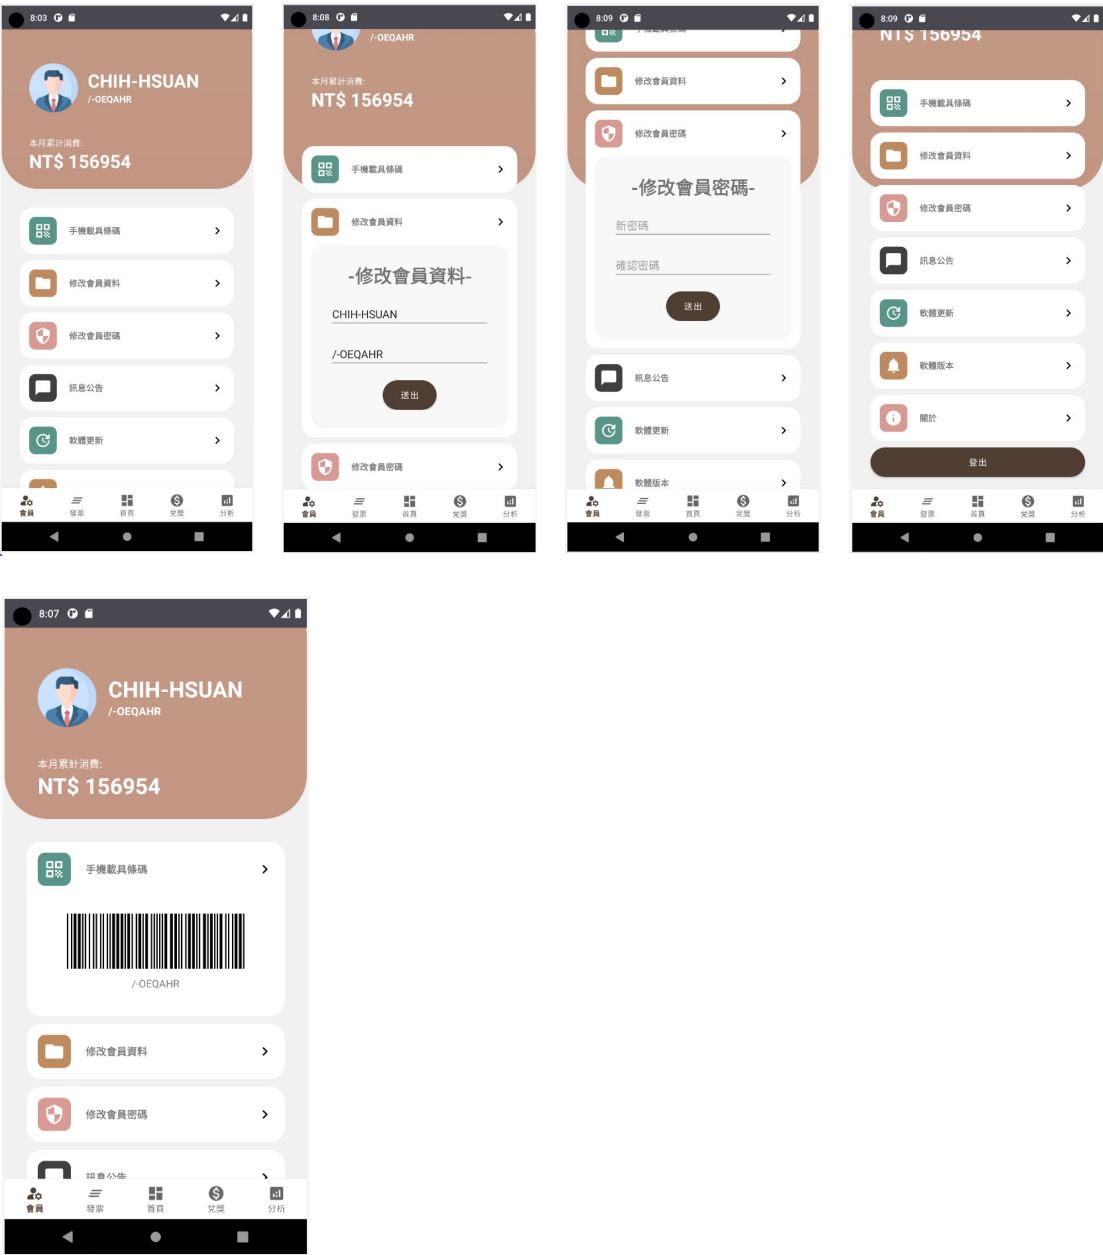 8:03
CHIH-HSUAN
/-OEQAHR
本月累計消費:
NT$ 156954
手機載具條碼
修改會員資料
修改會員密碼
訊息公告
軟體更新
會員
發票
首頁
兌獎
分析
8:08
/-OEQAHR
本月累計消費:
NT$ 156954
手機載具條碼
修改會員資料
-修改會員資料-
CHIH-HSUAN
/-OEQAHR
送出
修改會員密碼
會員
發票
首頁
兌獎
分析
8:09
手機載具條碼
修改會員資料
修改會員密碼
-修改會員密碼-
新密碼
確認密碼
送出
訊息公告
軟體更新
軟體版本
會員
發票
首頁
兌獎
分析
8:09
NT$ 156954
手機載具條碼
修改會員資料
修改會員密碼
訊息公告
軟體更新
軟體版本
關於
登出
會員
發票
首頁
兌獎
分析
8:07
CHIH-HSUAN
/-OEQAHR
本月累計消費:
NT$ 156954
手機載具條碼
/-OEQAHR
修改會員資料
修改會員密碼
訊息公告
會員
發票
首頁
兌獎
分析